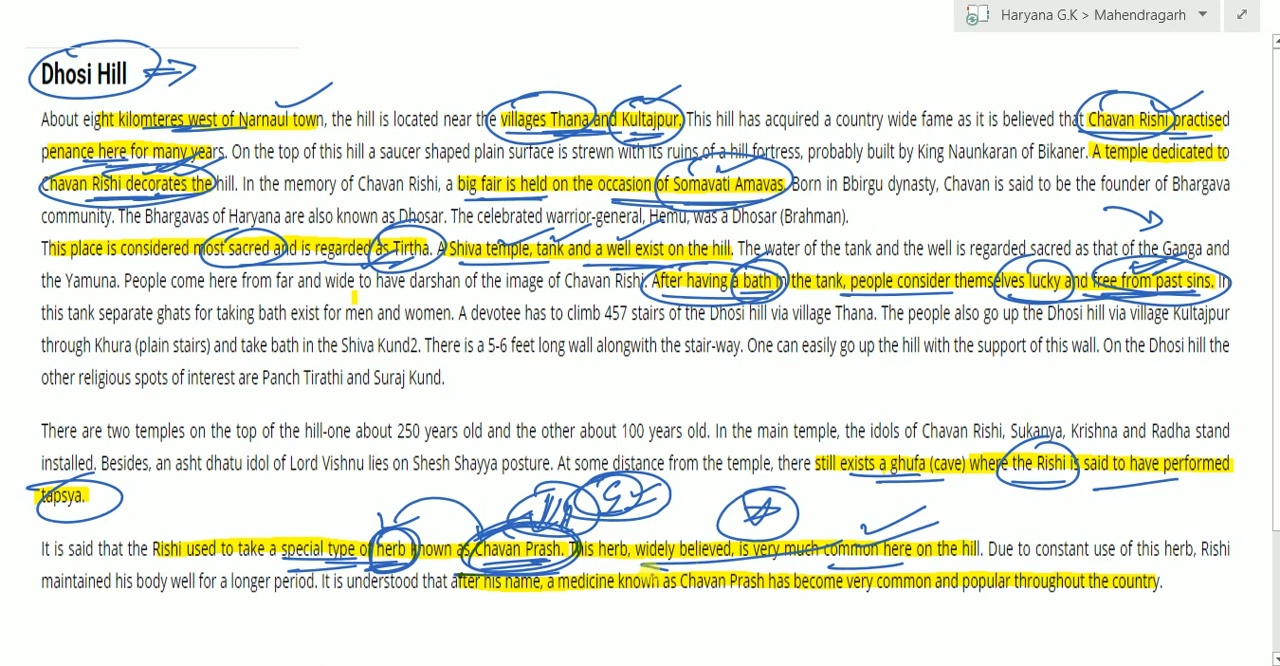 Haryana G.K > Mahendragarh
Dhosi Hill
About eight kilomteres west of Narnaul town, the hill is located near the villages Thana and Kultajpur. This hill has acquired a country wide fame as it is believed that Chavan Rishi practised
penance here for many years. On the top of this hill a saucer shaped plain surface is strewn with its ruins of a hill fortress, probably built by King Naunkaran of Bikaner. A temple dedicated to
Chavan Rishi decorates the hill. In the memory of Chavan Rishi, a big fair is held on the occasion of Somavati Amavas. Born in Bbirgu dynasty, Chavan is said to be the founder of Bhargava
community. The Bhargavas of Haryana are also known as Dhosar. The celebrated warrior-general, Hemu, was a Dhosar (Brahman).
This place is considered most sacred and is regarded as Tirtha. A Shiva temple, tank and a well exist on the hill. The water of the tank and the well is regarded sacred as that of the Ganga and
the Yamuna. People come here from far and wide to have darshan of the image of Chavan Rishi. After having a bath in the tank, people consider themselves lucky and free from past sins. In
this tank separate ghats for taking bath exist for men and women. A devotee has to climb 457 stairs of the Dhosi hill via village Thana. The people also go up the Dhosi hill via village Kultajpur
through Khura (plain stairs) and take bath in the Shiva Kund2. There is a 5-6 feet long wall alongwith the stair-way. One can easily go up the hill with the support of this wall. On the Dhosi hill the
other religious spots of interest are Panch Tirathi and Suraj Kund.
There are two temples on the top of the hill-one about 250 years old and the other about 100 years old. In the main temple, the idols of Chavan Rishi, Sukanya, Krishna and Radha stand
installed. Besides, an asht dhatu idol of Lord Vishnu lies on Shesh Shayya posture. At some distance from the temple, there still exists a ghufa (cave) where the Rishi is said to have performed
tapsya.
It is said that the Rishi used to take a special type of herb known as Chavan Prash. This herb, widely believed, is very much common here on the hill. Due to constant use of this herb, Rishi
maintained his body well for a longer period. It is understood that after his name, a medicine known as Chavan Prash has become very common and popular throughout the country.